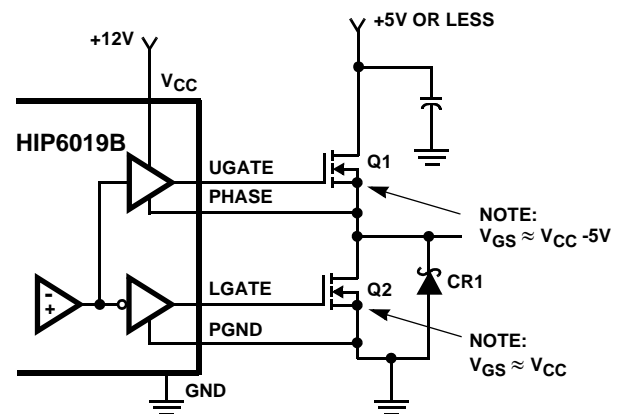 +5V OR LESS
+12V
VCC
HIP6019B
UGATE
Q1
PHASE
NOTE:
VGS ≈ VCC -5V
- +
LGATE
Q2
CR1
PGND
NOTE:
VGS ≈ VCC
GND